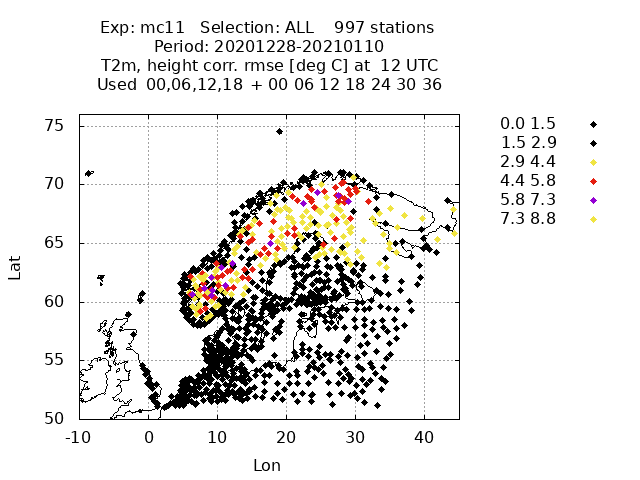 Exp: mc11 Selection: ALL 997 stations
Period: 20201228-20210110
T2m, height corr. rmse [deg C] at 12 UTC
Used 00,06,12,18 + 00 06 12 18 24 30 36
75
70
65
60
55
50
-10 0 10 20 30 40
Lat
Lon
0.0 1.5
1.5 2.9
2.9 4.4
4.4 5.8
5.8 7.3
7.3 8.8